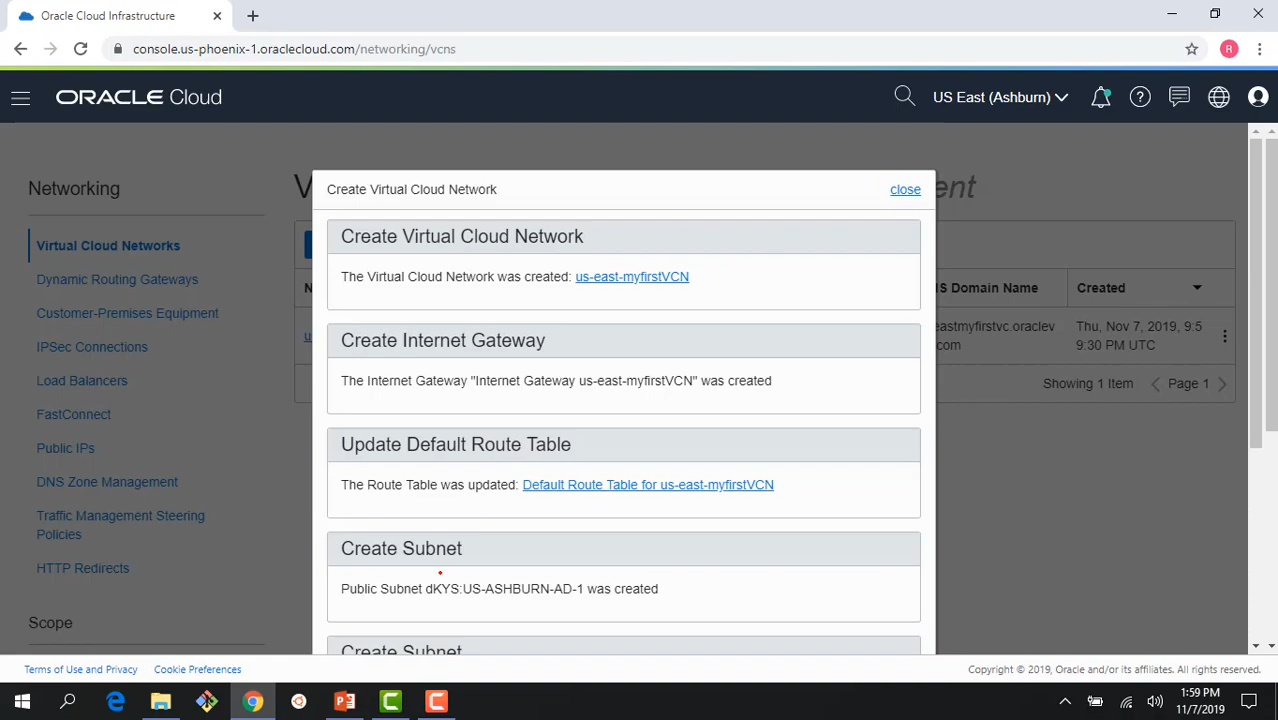 Oracle Cloud Infrastructure
console.us-phoenix-1.oraclecloud.com/networking/vcns
R
ORACLE Cloud
US East (Ashburn)
Networking
Virtual Cloud Networks
Dynamic Routing Gateways
Customer-Premises Equipment
IPSec Connections
Load Balancers
FastConnect
Public IPs
DNS Zone Management
Traffic Management Steering
Policies
HTTP Redirects
Scope
V
ent
N
u
Create Virtual Cloud Network
close
Create Virtual Cloud Network
The Virtual Cloud Network was created: us-east-myfirstVCN
Create Internet Gateway
The Internet Gateway "Internet Gateway us-east-myfirstVCN" was created
Update Default Route Table
The Route Table was updated: Default Route Table for us-east-myfirstVCN
Create Subnet
Public Subnet dKYS:US-ASHBURN-AD-1 was created
Create Subnet
S Domain Name
Created
eastmyfirstvc.oraclev
com
Thu, Nov 7, 2019, 9:5
9:30 PM UTC
Showing 1 Item
Page 1
Terms of Use and Privacy
Cookie Preferences
Copyright © 2019, Oracle and/or its affiliates. All rights reserved.
1:59 PM
11/7/2019